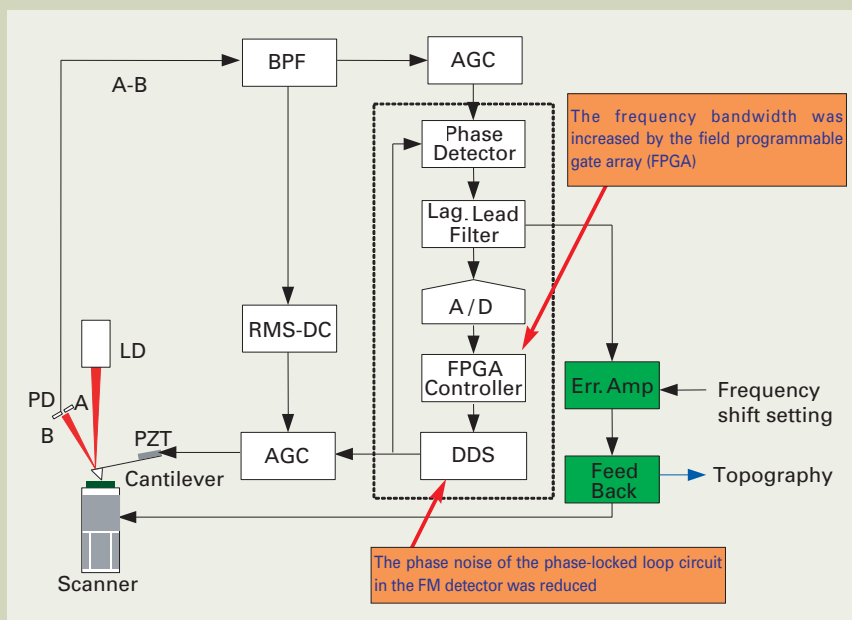 BPF
AGC
A-B
The frequency bandwidth was
increased by the field programmable
gate array (FPGA)
Phase
Detector
Lag. Lead
Filter
A/D
RMS-DC
LD
FPGA
Controller
Err. Amp
Frequency
shift setting
PD
A
B
PZT
AGC
DDS
Cantilever
Feed
Back
Topography
Scanner
The phase noise of the phase-locked loop circuit
in the FM detector was reduced